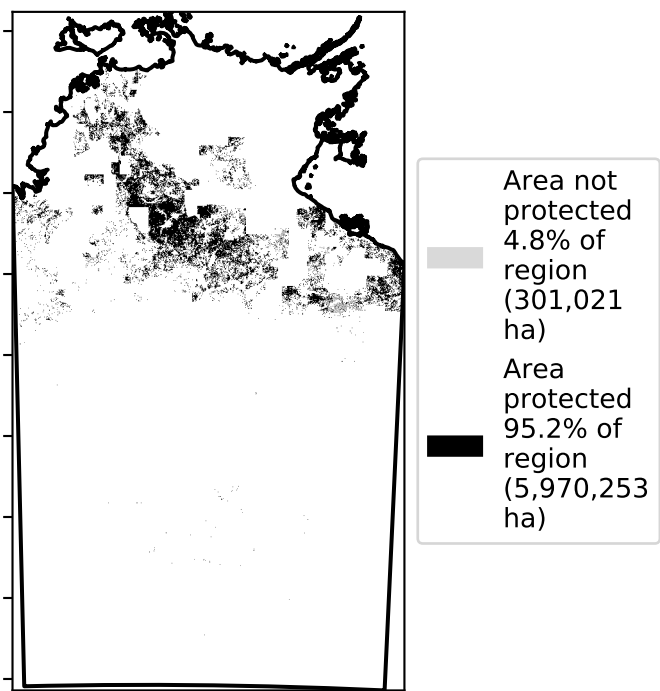 Area not
protected
4.8% of
region
(301,021
ha)
Area
protected
95.2% of
region
(5,970,253
ha)